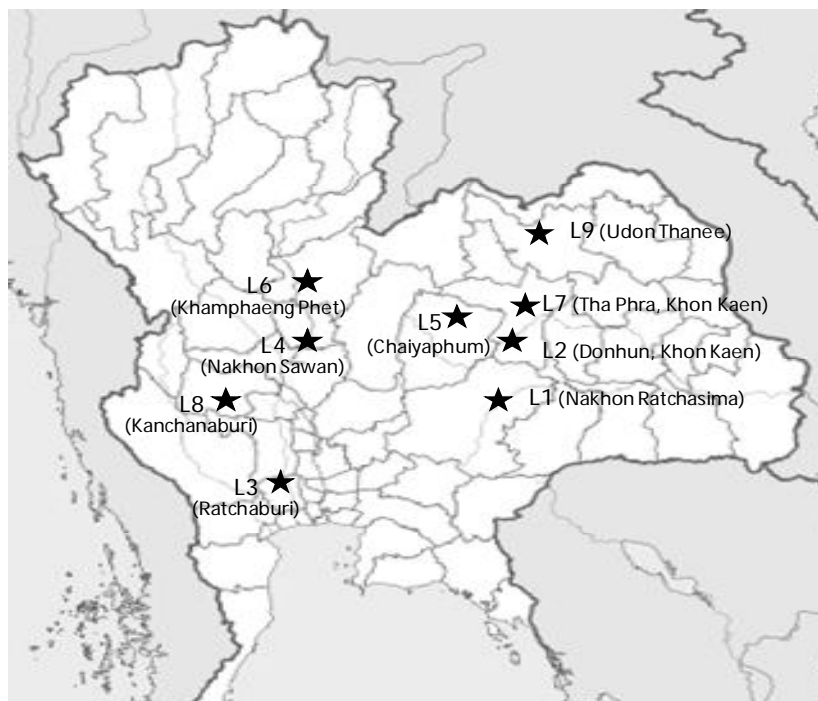 L9 (Udon Thanee)
L6
(Khamphaeng Phet)
L7 (Tha Phra, Khon Kaen)
L5
(Chaiyaphum)
L4
(Nakhon Sawan)
L2 (Donhun, Khon Kaen)
L1 (Nakhon Ratchasima)
L8
(Kanchanaburi)
L3
(Ratchaburi)